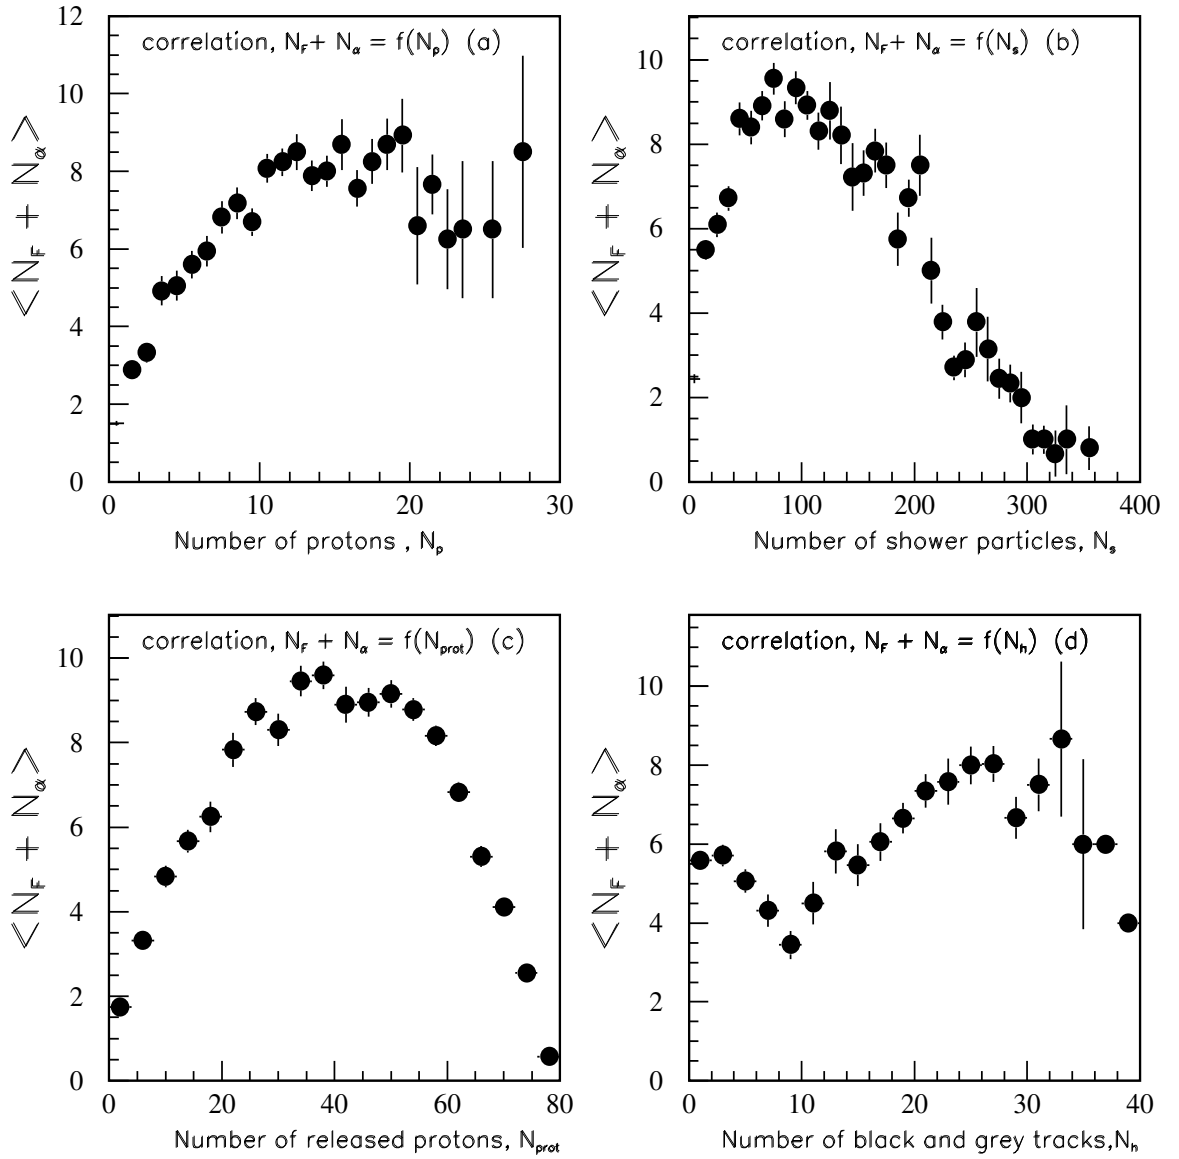 correlation, N_F + N_α = f(N_p) (a)
<N_F + N_α>
12
10
8
6
4
2
0
0 10 20 30
Number of protons , N_p
correlation, N_F + N_α = f(N_s) (b)
<N_F + N_α>
10
8
6
4
2
0
0 100 200 300 400
Number of shower particles, N_s
correlation, N_F + N_α = f(N_prot) (c)
<N_F + N_α>
10
8
6
4
2
0
0 20 40 60 80
Number of released protons, N_prot
correlation, N_F + N_α = f(N_h) (d)
<N_F + N_α>
10
8
6
4
2
0
0 10 20 30 40
Number of black and grey tracks,N_h